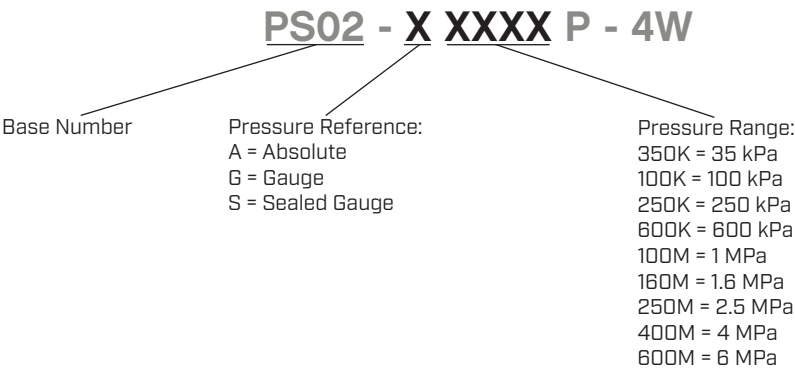 PS02 - X XXXX P - 4W
Base Number
Pressure Reference:
A = Absolute
G = Gauge
S = Sealed Gauge
Pressure Range:
350K = 35 kPa
100K = 100 kPa
250K = 250 kPa
600K = 600 kPa
100M = 1 MPa
160M = 1.6 MPa
250M = 2.5 MPa
400M = 4 MPa
600M = 6 MPa